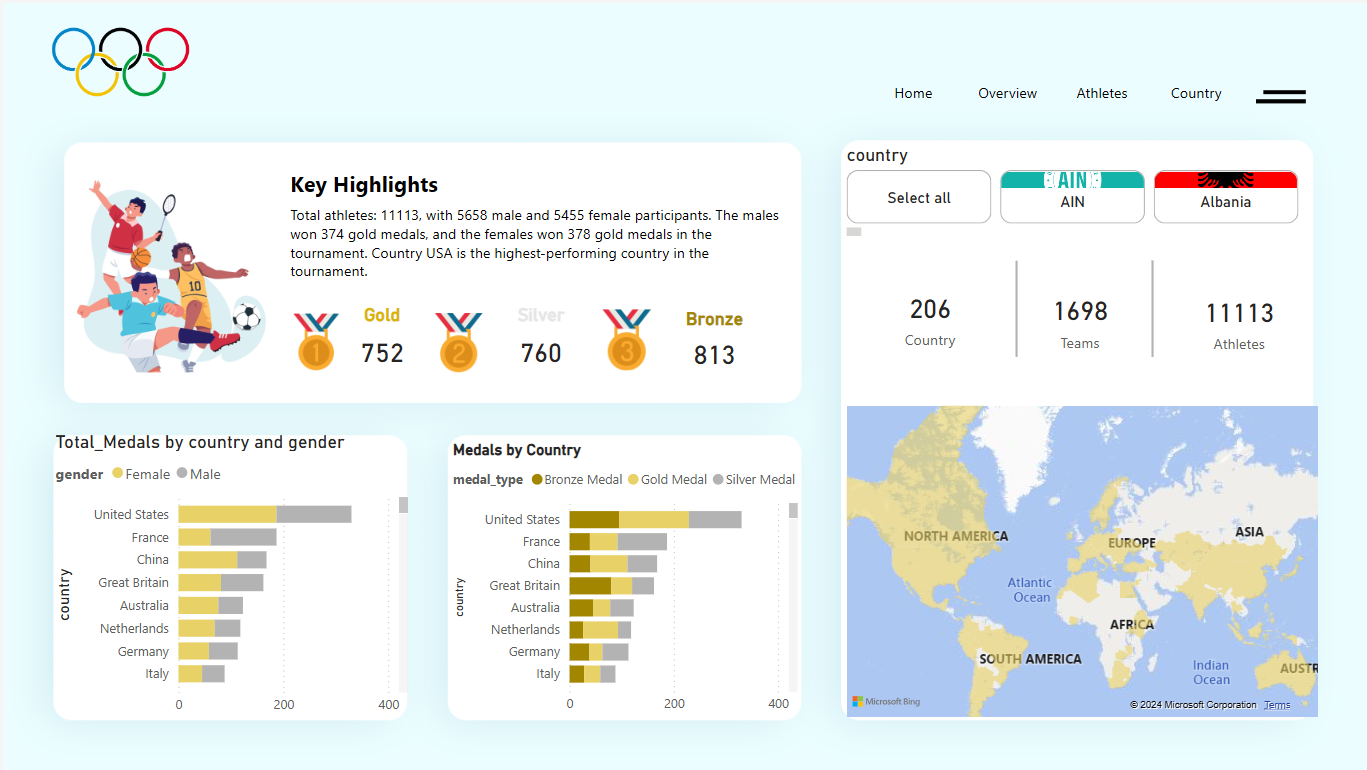 Home Overview Athletes Country
Key Highlights
Total athletes: 11113, with 5658 male and 5455 female participants. The males
won 374 gold medals, and the females won 378 gold medals in the
tournament. Country USA is the highest-performing country in the
tournament.
10
1
Gold
752
2
Silver
760
3
Bronze
813
country
Select all
AIN
AIN
Albania
206
Country
1698
Teams
11113
Athletes
Total_Medals by country and gender
gender Female Male
country
United States
France
China
Great Britain
Australia
Netherlands
Germany
Italy
0 200 400
Medals by Country
medal_type Bronze Medal Gold Medal Silver Medal
country
United States
France
China
Great Britain
Australia
Netherlands
Germany
Italy
0 200 400
NORTH AMERICA
EUROPE
ASIA
Atlantic
Ocean
AFRICA
SOUTH AMERICA
Indian
Ocean
AUSTR
Microsoft Bing
© 2024 Microsoft Corporation Terms